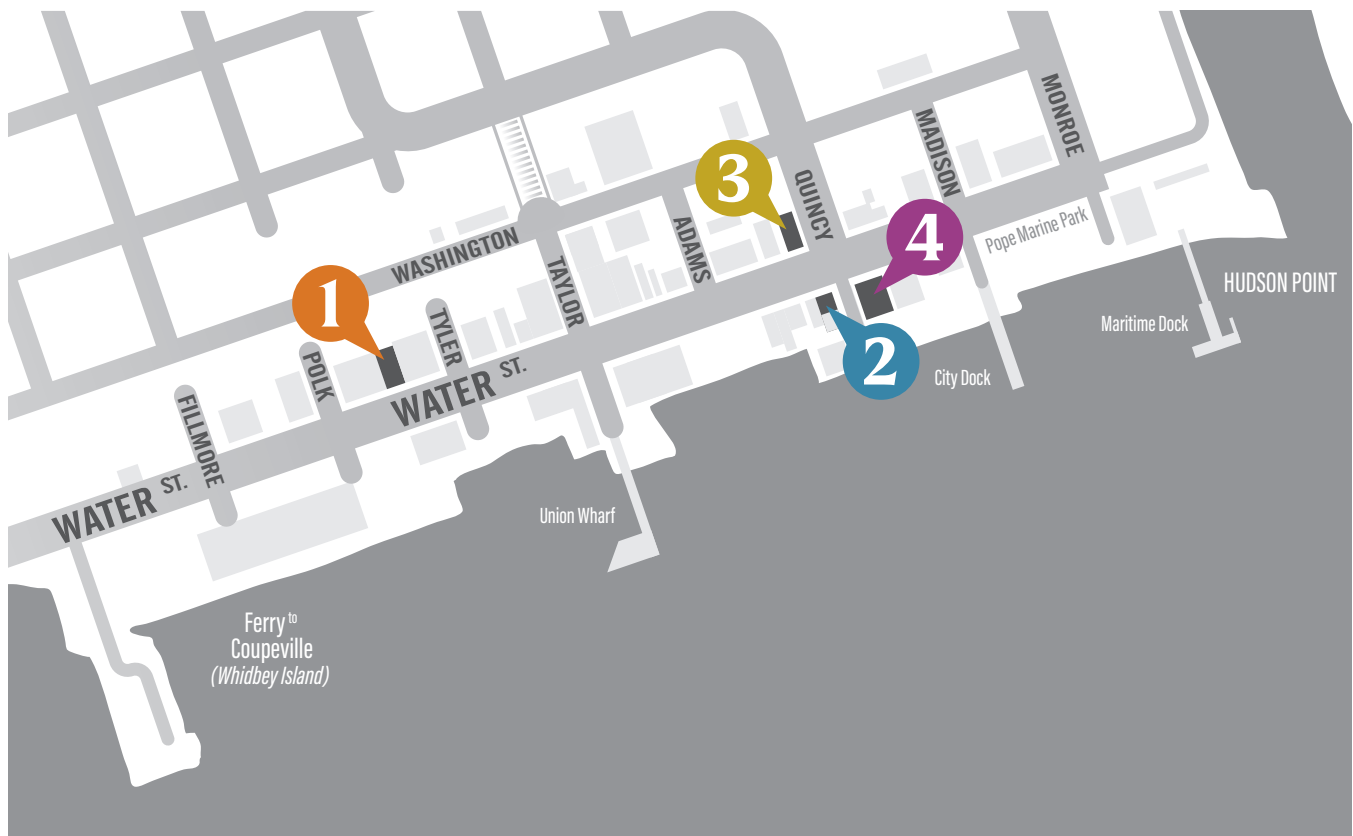 MONROE
MADISON
3
QUINCY
4
Pope Marine Park
ADAMS
WASHINGTON
TAYLOR
HUDSON POINT
1
TYLER
2
Maritime Dock
POLK
WATER ST.
City Dock
FILLMORE
WATER ST.
Union Wharf
Ferry to
Coupeville
(Whidbey Island)